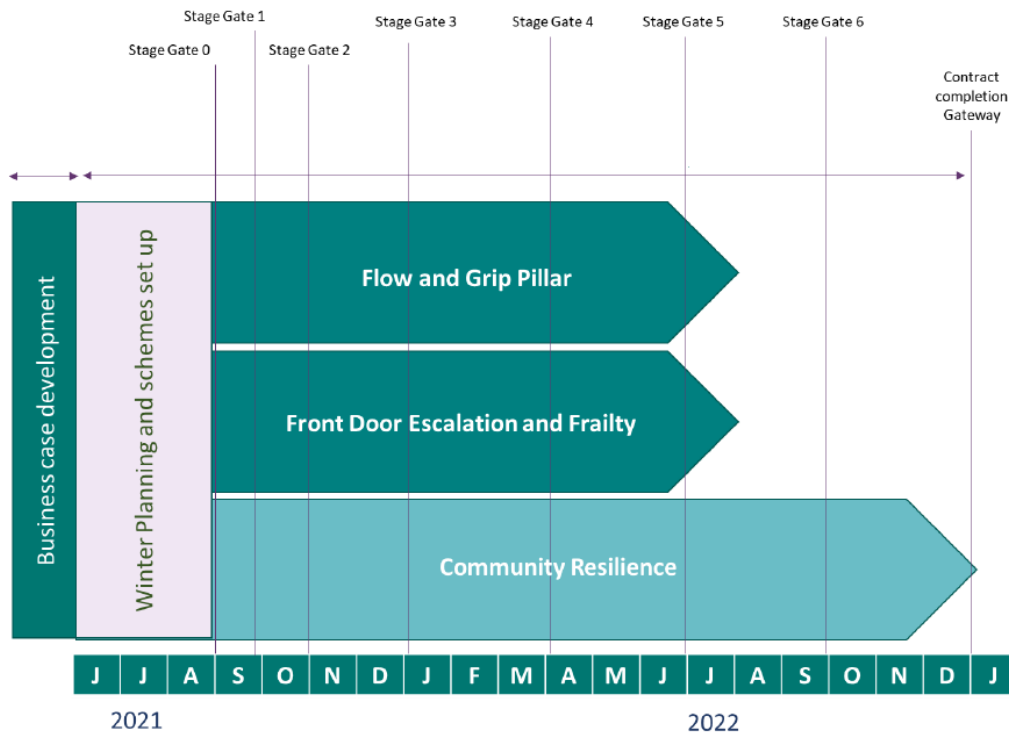 Stage Gate 1
Stage Gate 3
Stage Gate 4
Stage Gate 5
Stage Gate 6
Stage Gate 0
Stage Gate 2
Contract
completion
Gateway
Business case development
Winter Planning and schemes set up
Flow and Grip Pillar
Front Door Escalation and Frailty
Community Resilience
J J A S O N D J F M A M J J A S O N D J
2021
2022